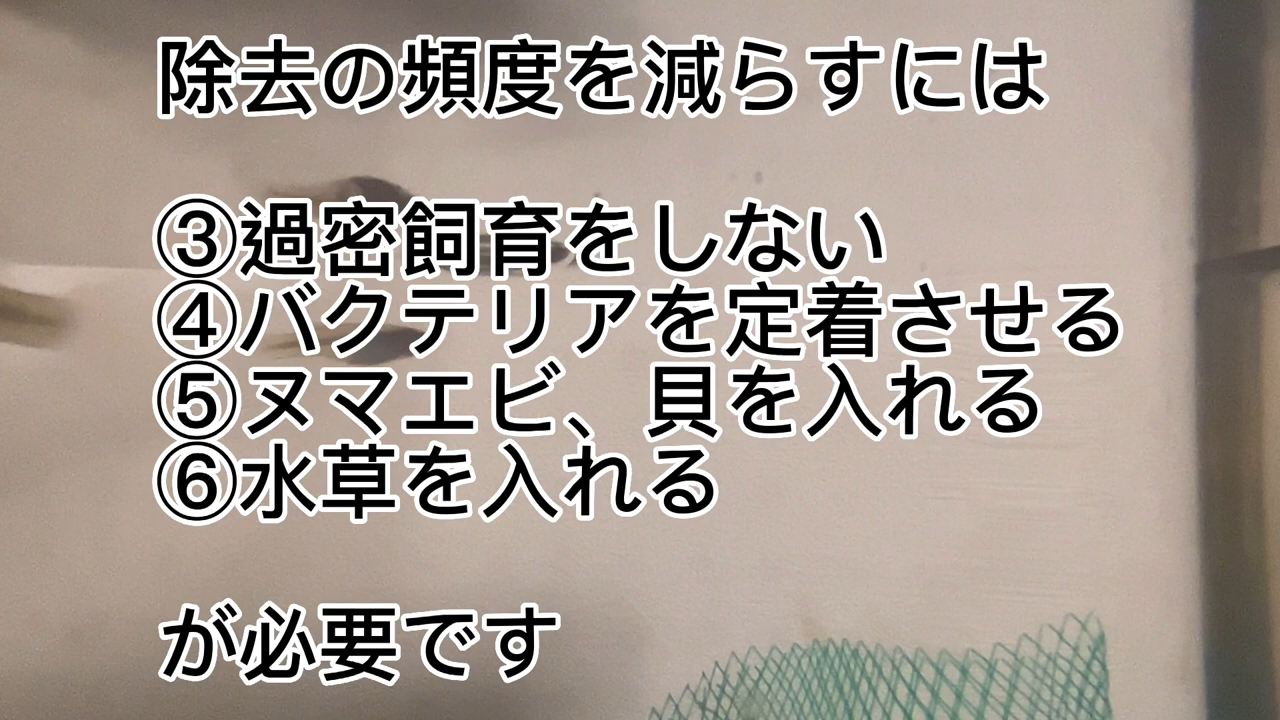 除去の頻度を減らすには
③過密飼育をしない
④バクテリアを定着させる
⑤ヌマエビ、貝を入れる
⑥水草を入れる
が必要です